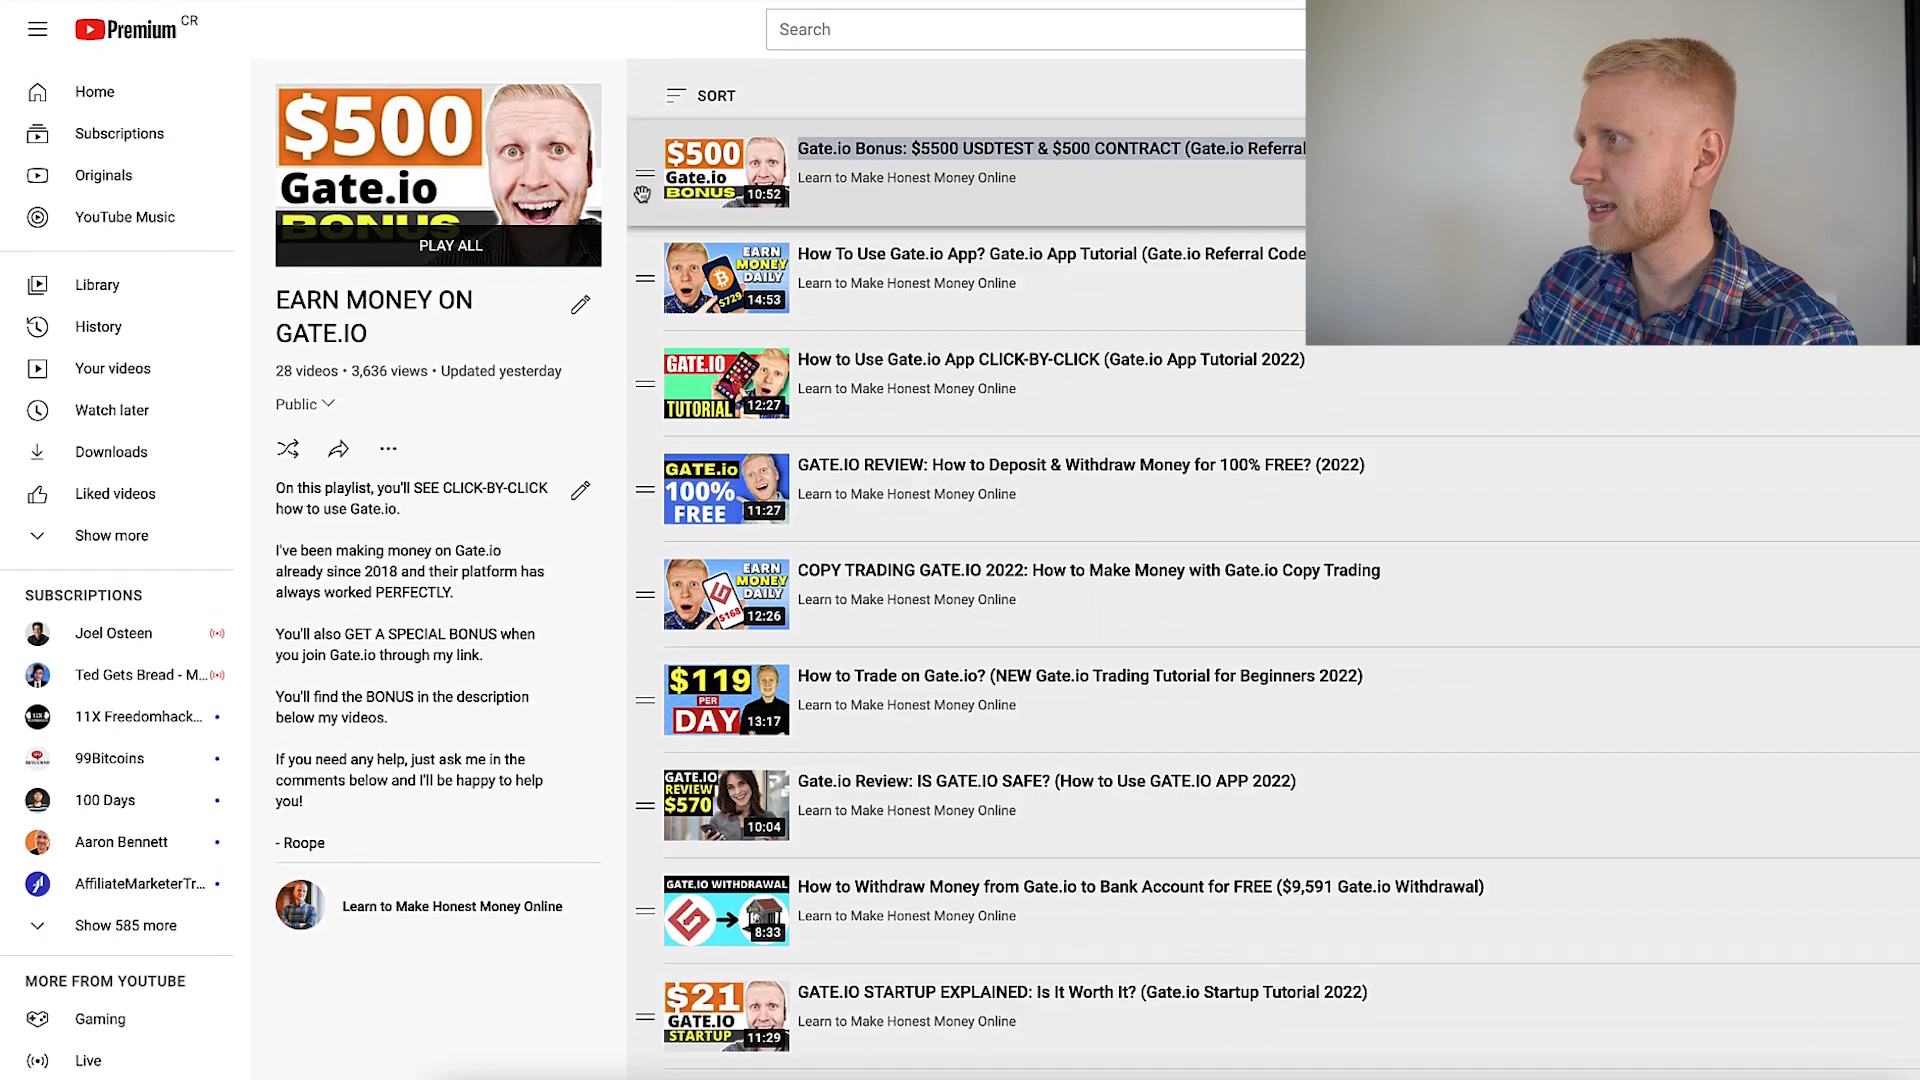 Premium CR
Search
Home
Subscriptions
Originals
YouTube Music
Library
History
Your videos
Watch later
Downloads
Liked videos
Show more
SUBSCRIPTIONS
Joel Osteen
Ted Gets Bread - M...
11X Freedomhack...
99Bitcoins
100 Days
Aaron Bennett
AffiliateMarketerTr...
Show 585 more
MORE FROM YOUTUBE
Gaming
Live
$500
Gate.io
BONUS
PLAY ALL
EARN MONEY ON
GATE.IO
28 videos • 3,636 views • Updated yesterday
Public
On this playlist, you'll SEE CLICK-BY-CLICK
how to use Gate.io.
I've been making money on Gate.io
already since 2018 and their platform has
always worked PERFECTLY.
You'll also GET A SPECIAL BONUS when
you join Gate.io through my link.
You'll find the BONUS in the description
below my videos.
If you need any help, just ask me in the
comments below and I'll be happy to help
you!
- Roope
Learn to Make Honest Money Online
SORT
$500
Gate.io
BONUS
10:52
Gate.io Bonus: $5500 USDTEST & $500 CONTRACT (Gate.io Referral
Learn to Make Honest Money Online
EARN
MONEY
DAILY
$729
14:53
How To Use Gate.io App? Gate.io App Tutorial (Gate.io Referral Code
Learn to Make Honest Money Online
GATE.IO
TUTORIAL
12:27
How to Use Gate.io App CLICK-BY-CLICK (Gate.io App Tutorial 2022)
Learn to Make Honest Money Online
GATE.io
100%
FREE
11:27
GATE.IO REVIEW: How to Deposit & Withdraw Money for 100% FREE? (2022)
Learn to Make Honest Money Online
EARN
MONEY
DAILY
$168
12:26
COPY TRADING GATE.IO 2022: How to Make Money with Gate.io Copy Trading
Learn to Make Honest Money Online
$119
PER
DAY
13:17
How to Trade on Gate.io? (NEW Gate.io Trading Tutorial for Beginners 2022)
Learn to Make Honest Money Online
GATE.IO
REVIEW
$570
10:04
Gate.io Review: IS GATE.IO SAFE? (How to Use GATE.IO APP 2022)
Learn to Make Honest Money Online
GATE.IO WITHDRAWAL
8:33
How to Withdraw Money from Gate.io to Bank Account for FREE ($9,591 Gate.io Withdrawal)
Learn to Make Honest Money Online
$21
GATE.IO
STARTUP
11:29
GATE.IO STARTUP EXPLAINED: Is It Worth It? (Gate.io Startup Tutorial 2022)
Learn to Make Honest Money Online